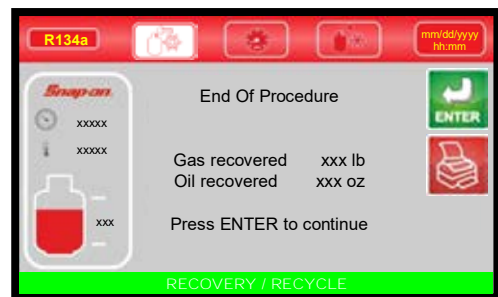 R134a
mm/dd/yyyy
hh:mm
Snap-on
xxxxx
xxxxx
xxx
End Of Procedure
Gas recovered xxx lb
Oil recovered xxx oz
Press ENTER to continue
ENTER
RECOVERY / RECYCLE